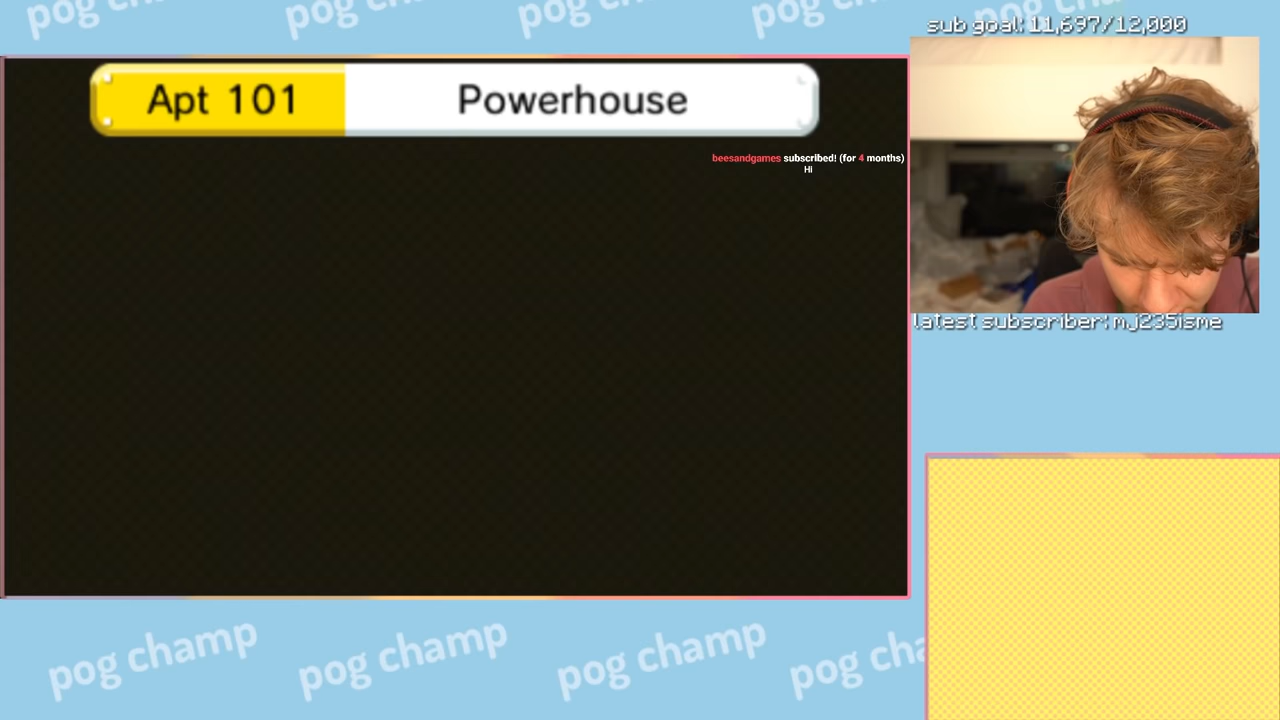 pog champ
pog champ
pog champ
pog champ
sub goal: 11,697/12,000
Apt 101
Powerhouse
beesandgames subscribed! (for 4 months)
Hi
latest subscriber: mj235isme
pog champ
pog champ
pog champ
pog cha